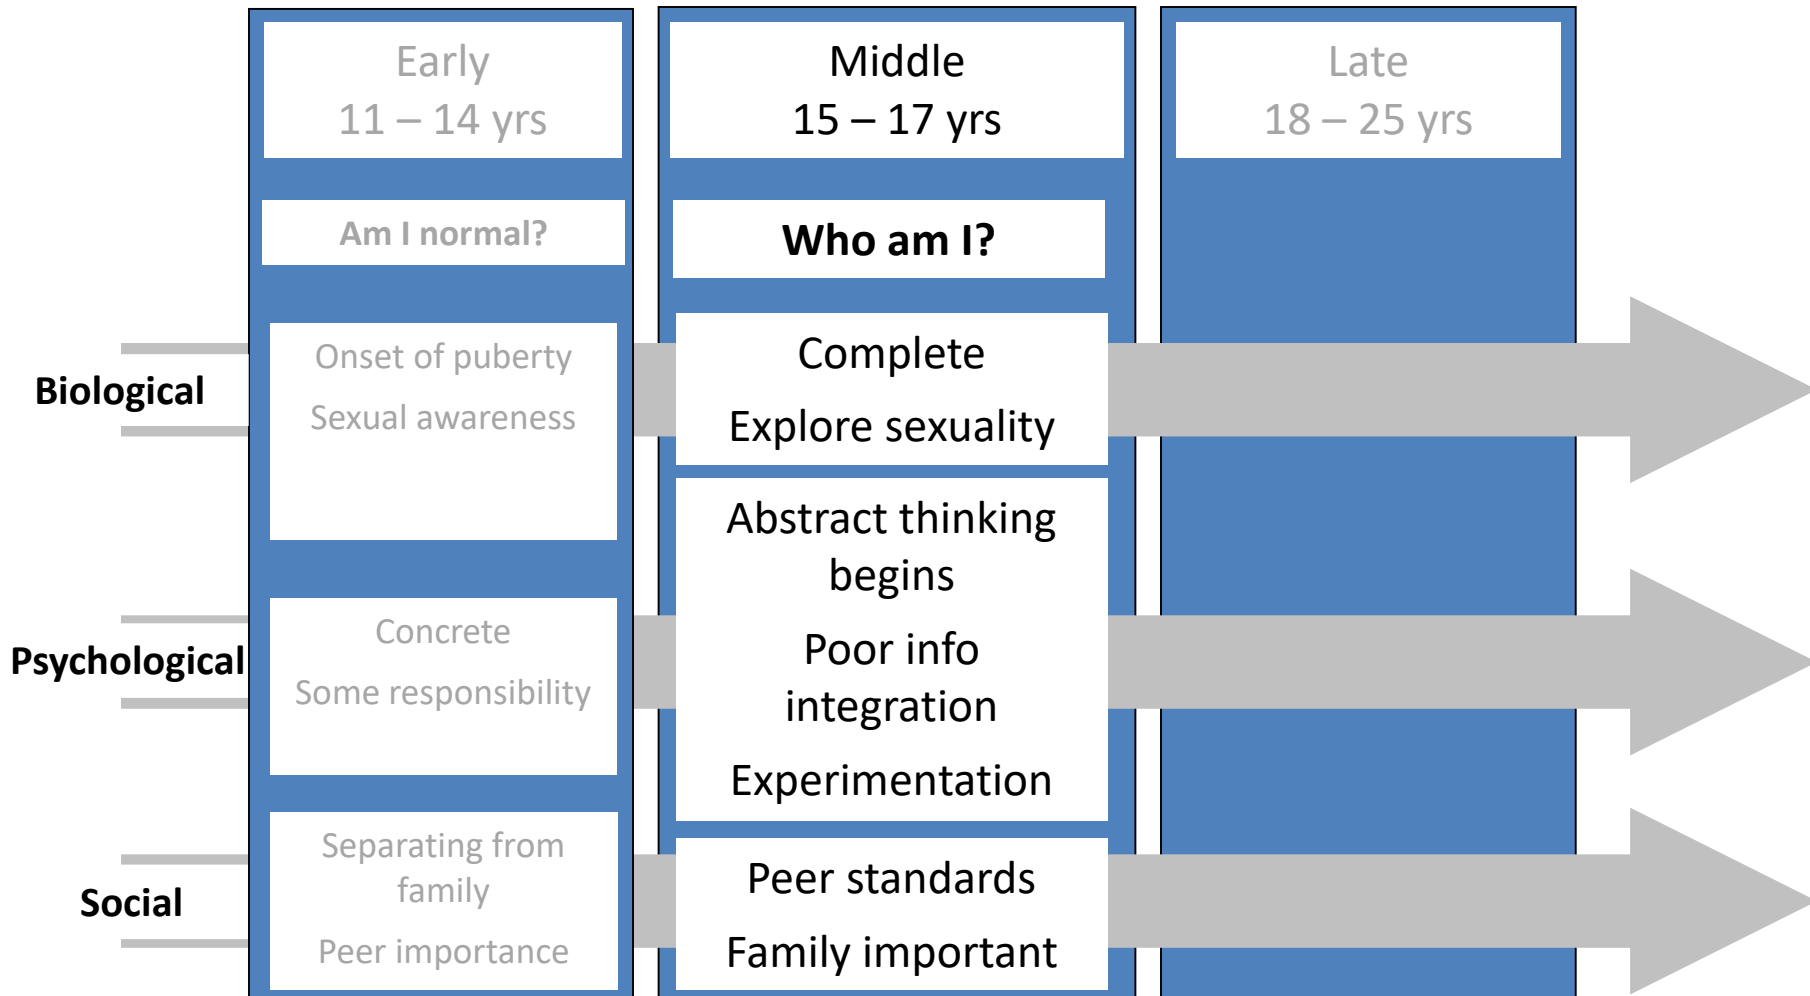 Early
11 – 14 yrs
Middle
15 – 17 yrs
Late
18 – 25 yrs
Am I normal?
Who am I?
Biological
Onset of puberty
Sexual awareness
Complete
Explore sexuality
Psychological
Concrete
Some responsibility
Abstract thinking
begins
Poor info
integration
Experimentation
Social
Separating from
family
Peer importance
Peer standards
Family important